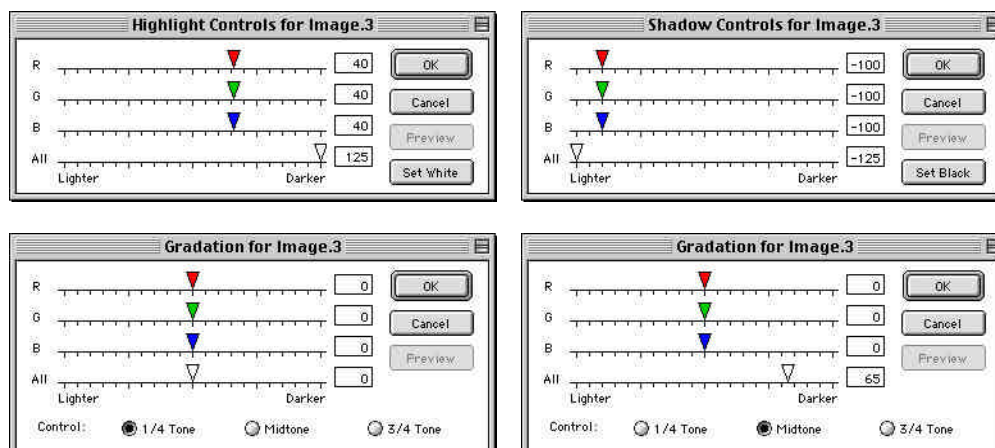 Highlight Controls for Image.3
R 40 OK
G 40 Cancel
B 40 Preview
All 125 Set White
Lighter Darker
Shadow Controls for Image.3
R -100 OK
G -100 Cancel
B -100 Preview
All -125 Set Black
Lighter Darker
Gradation for Image.3
R 0 OK
G 0 Cancel
B 0 Preview
All 0
Lighter Darker
Control: 1/4 Tone Midtone 3/4 Tone
Gradation for Image.3
R 0 OK
G 0 Cancel
B 0 Preview
All 65
Lighter Darker
Control: 1/4 Tone Midtone 3/4 Tone